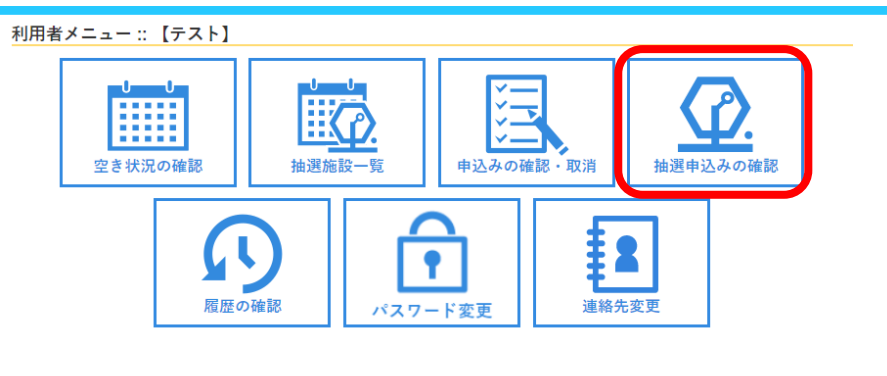 利用者メニュー :: 【テスト】
空き状況の確認
抽選施設一覧
申込みの確認・取消
抽選申込みの確認
履歴の確認
パスワード変更
連絡先変更